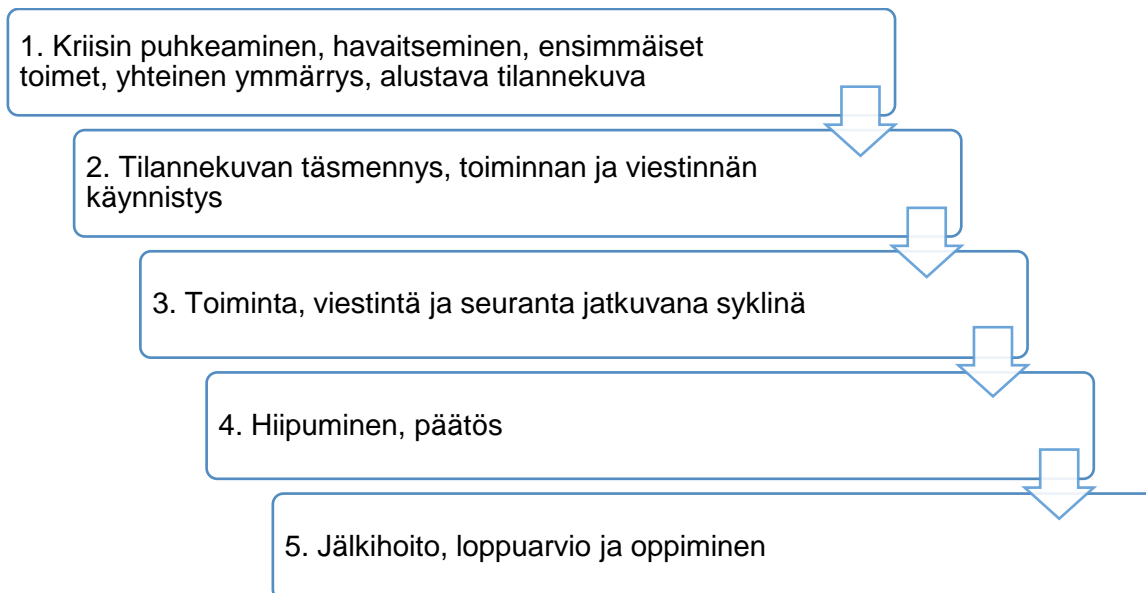 1. Kriisin puhkeaminen, havaitseminen, ensimmäiset
toimet, yhteinen ymmärrys, alustava tilannekuva
2. Tilannekuvan täsmennys, toiminnan ja viestinnän
käynnistys
3. Toiminta, viestintä ja seuranta jatkuvana syklinä
4. Hiipuminen, päätös
5. Jälkihoito, loppuarvio ja oppiminen